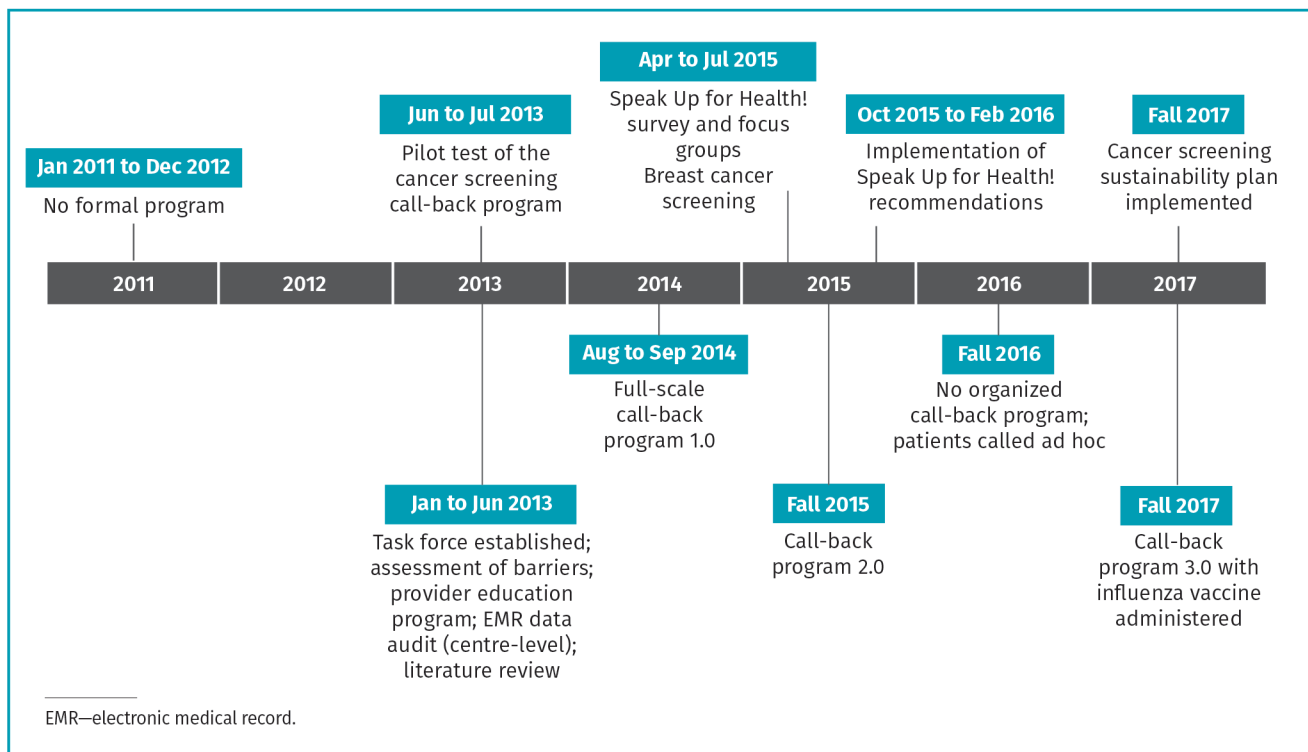 Jan 2011 to Dec 2012
No formal program
Jun to Jul 2013
Pilot test of the
cancer screening
call-back program
Apr to Jul 2015
Speak Up for Health!
survey and focus
groups
Breast cancer
screening
Oct 2015 to Feb 2016
Implementation of
Speak Up for Health!
recommendations
Fall 2017
Cancer screening
sustainability plan
implemented
2011
2012
2013
2014
2015
2016
2017
Jan to Jun 2013
Task force established;
assessment of barriers;
provider education
program; EMR data
audit (centre-level);
literature review
Aug to Sep 2014
Full-scale
call-back
program 1.0
Fall 2015
Call-back
program 2.0
Fall 2016
No organized
call-back program;
patients called ad hoc
Fall 2017
Call-back
program 3.0 with
influenza vaccine
administered
EMR—electronic medical record.